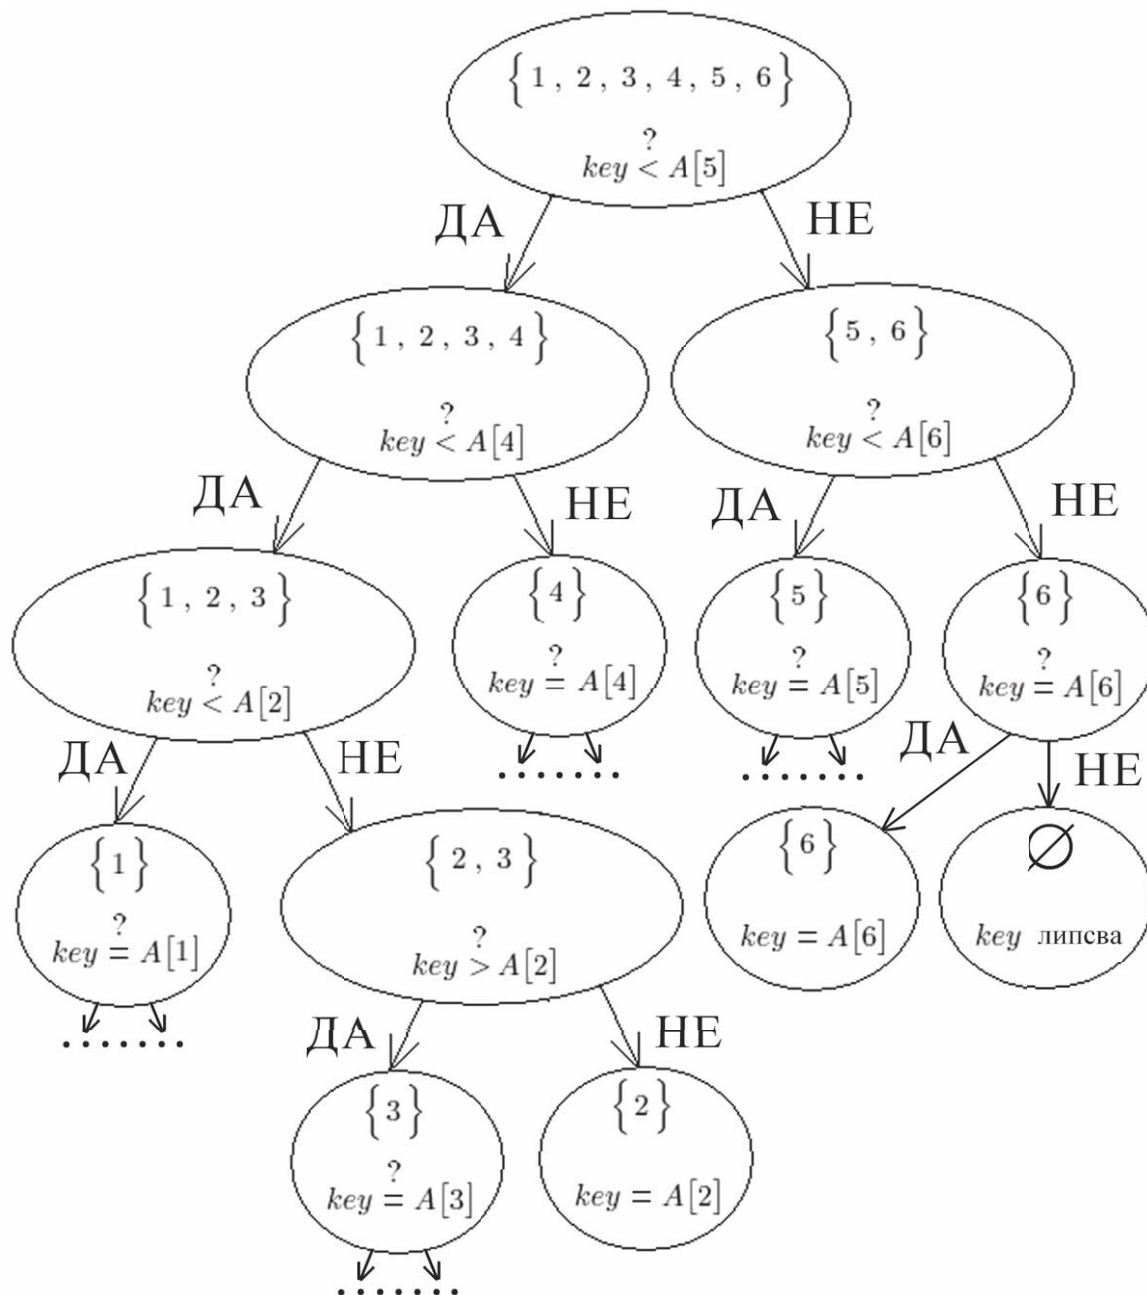 {1 , 2 , 3 , 4 , 5 , 6}
?
key < A[5]
ДА
НЕ
{1 , 2 , 3 , 4}
?
key < A[4]
{5 , 6}
?
key < A[6]
ДА
НЕ
ДА
НЕ
{1 , 2 , 3}
?
key < A[2]
{4}
?
key = A[4]
.......
{5}
?
key = A[5]
.......
{6}
?
key = A[6]
ДА
НЕ
ДА
НЕ
{1}
?
key = A[1]
.......
{2 , 3}
?
key > A[2]
{6}
key = A[6]
∅
key липсва
ДА
НЕ
{3}
?
key = A[3]
.......
{2}
key = A[2]